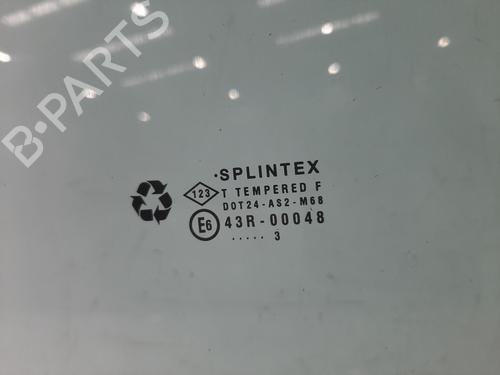 B-PARTS
·SPLINTEX
123 T TEMPERED F
DOT24-AS2-M68
E6 43R-00048
..... 3